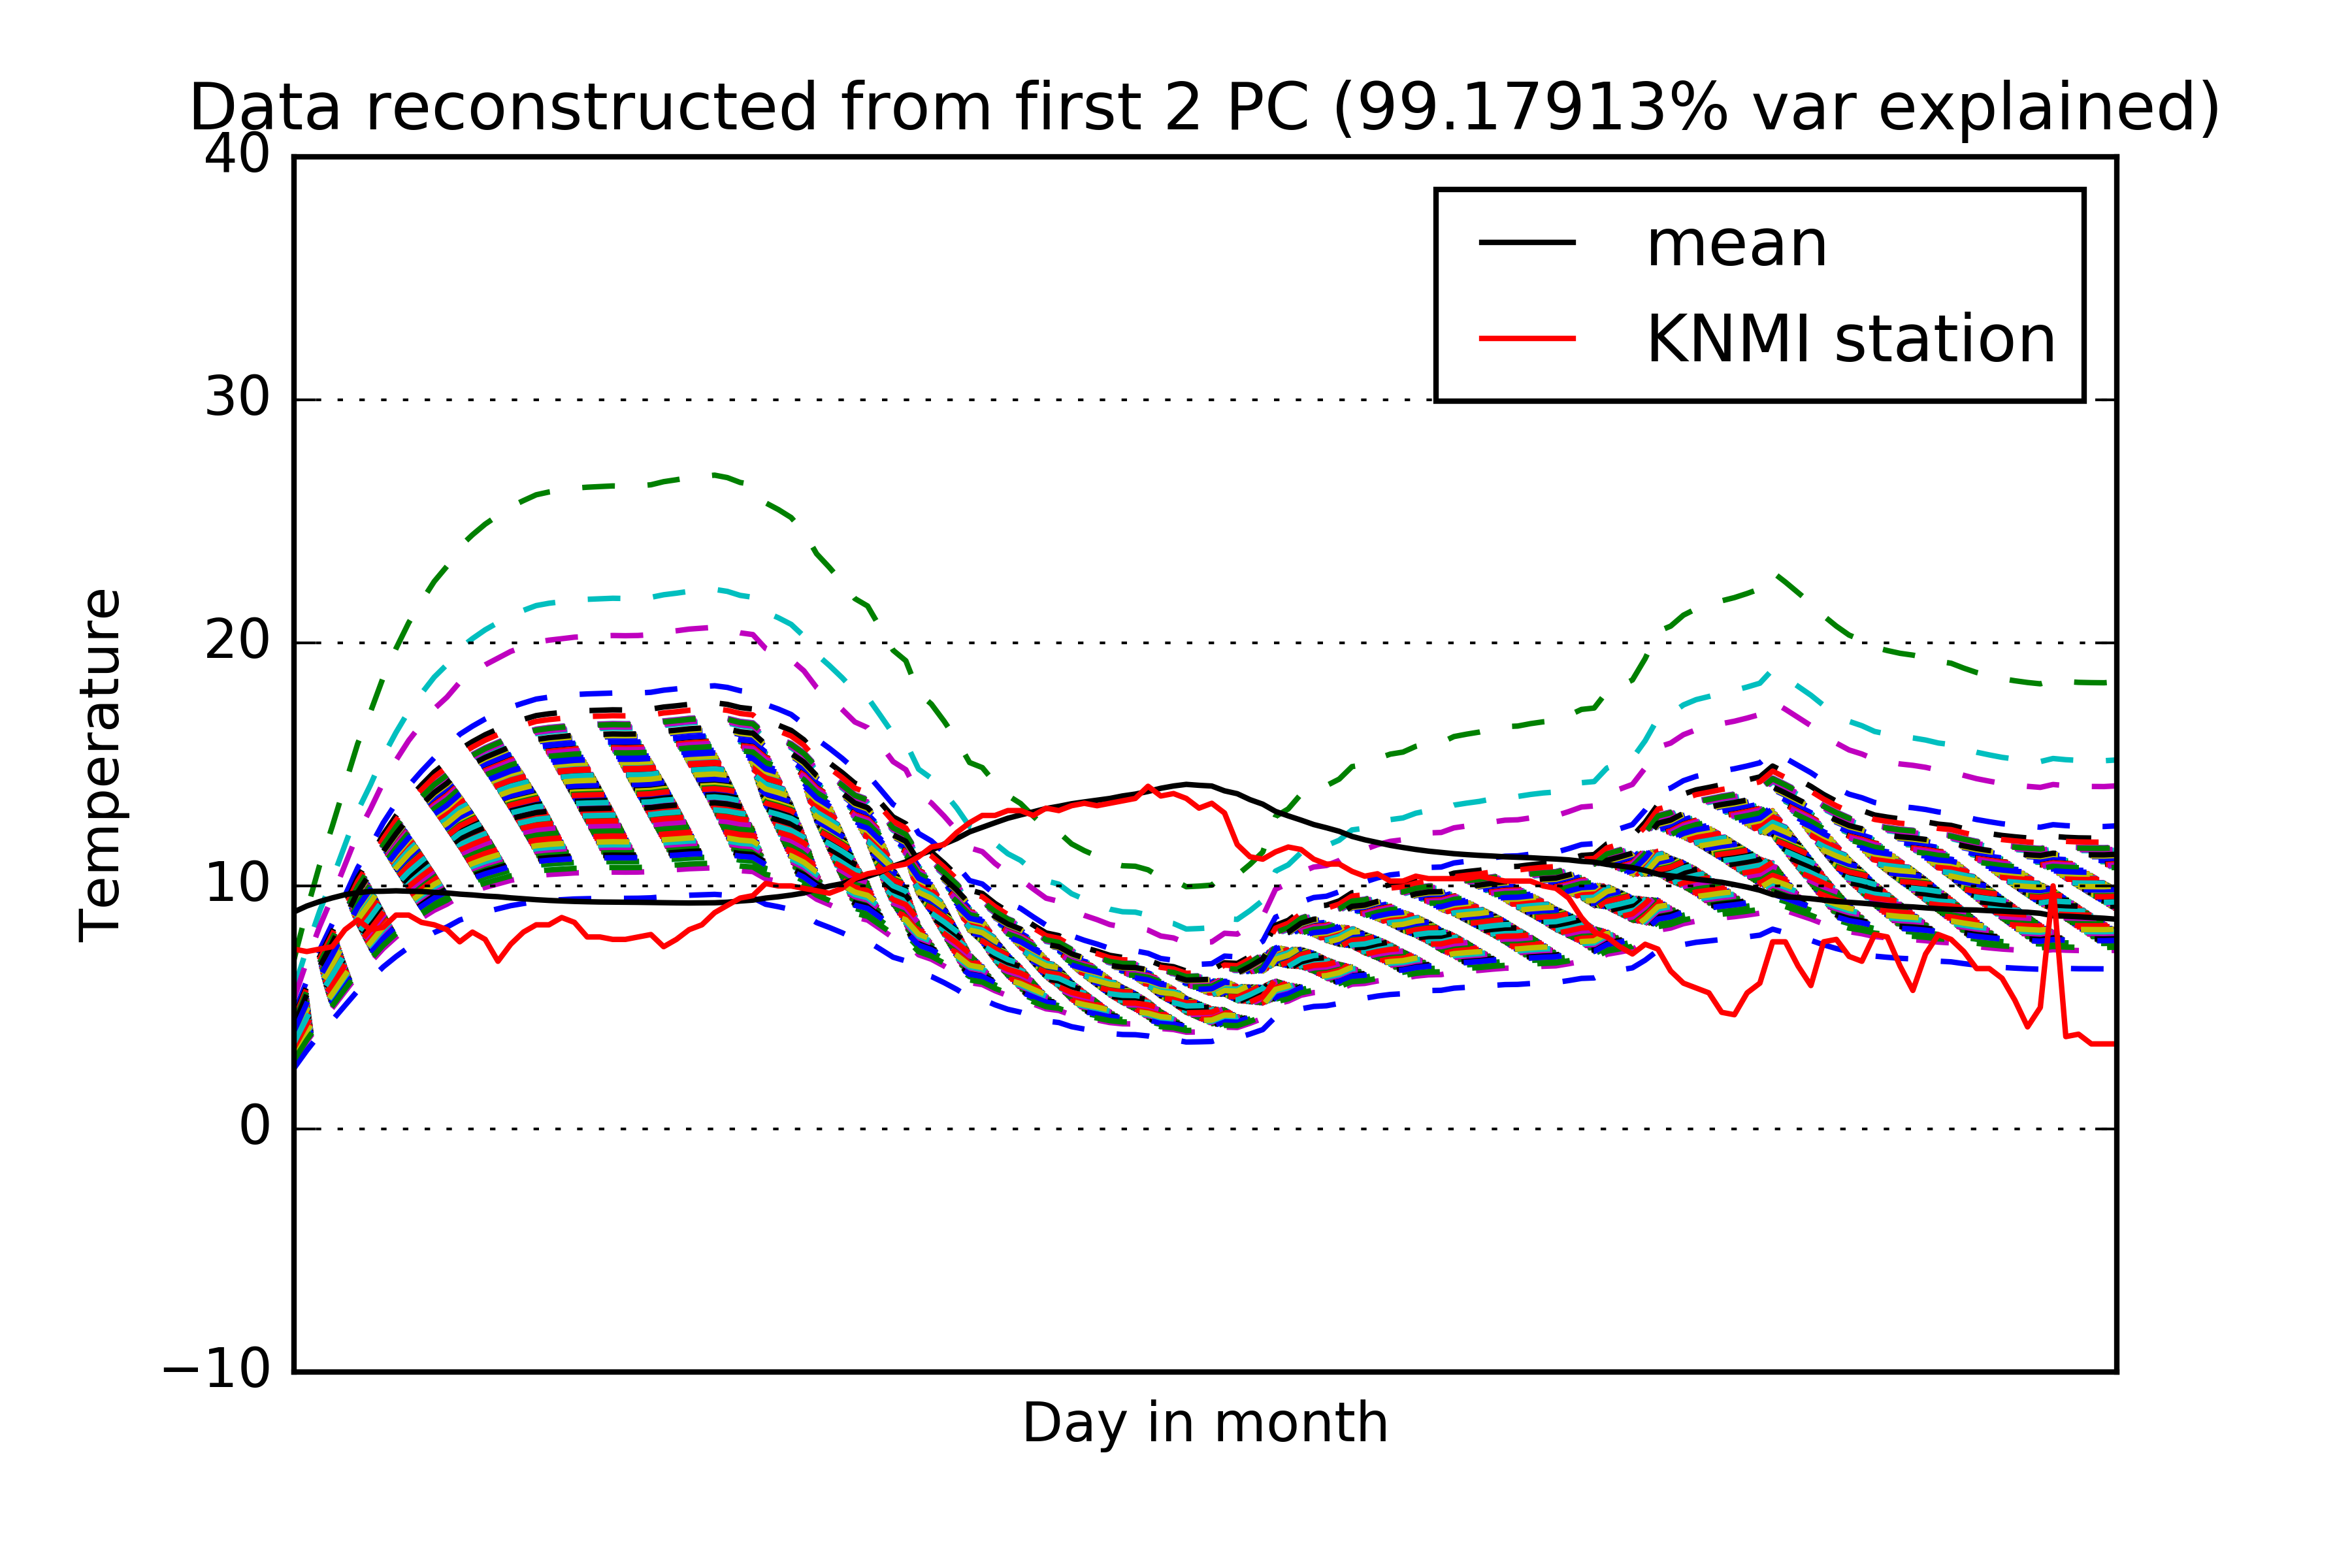 Data reconstructed from first 2 PC (99.17913% var explained)
40
30
20
10
0
−10
Temperature
Day in month
mean
KNMI station